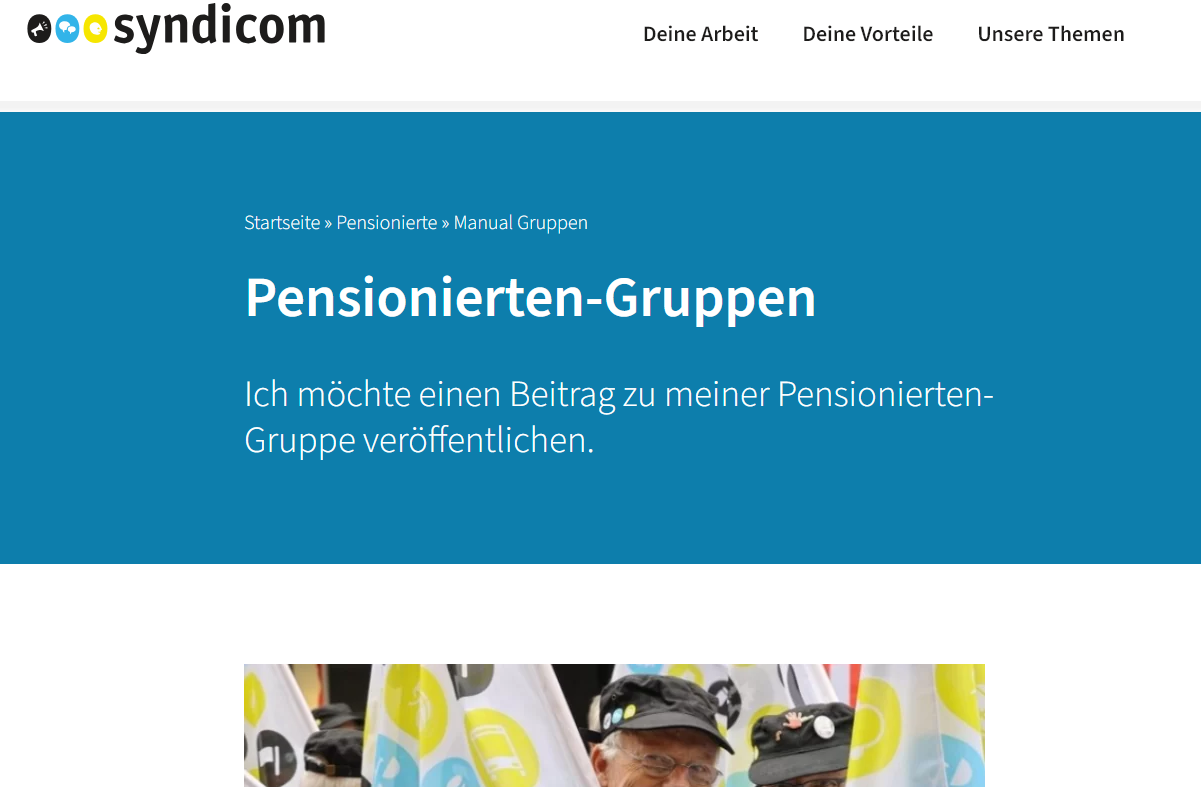 syndicom
Deine Arbeit
Deine Vorteile
Unsere Themen
Startseite » Pensionierte » Manual Gruppen
Pensionierten-Gruppen
Ich möchte einen Beitrag zu meiner Pensionierten-
Gruppe veröffentlichen.